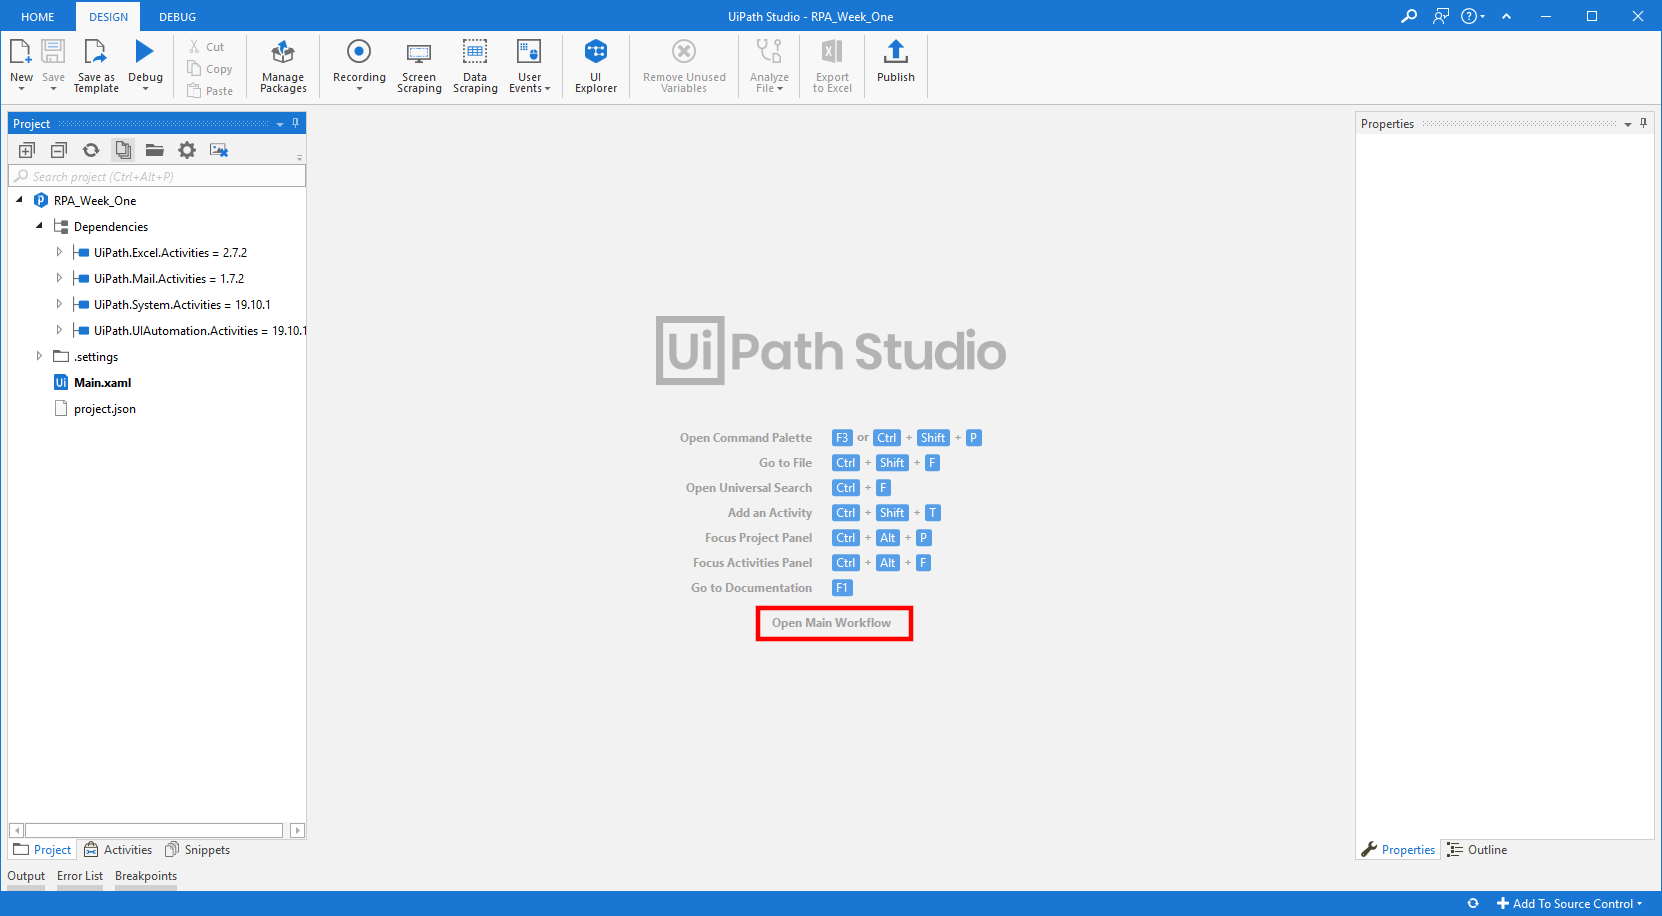 HOME DESIGN DEBUG UiPath Studio - RPA_Week_One
New Save Save as Template Debug
Cut
Copy
Paste
Manage Packages
Recording
Screen Scraping
Data Scraping
User Events
UI Explorer
Remove Unused Variables
Analyze File
Export to Excel
Publish
Project
Search project (Ctrl+Alt+P)
RPA_Week_One
Dependencies
UiPath.Excel.Activities = 2.7.2
UiPath.Mail.Activities = 1.7.2
UiPath.System.Activities = 19.10.1
UiPath.UIAutomation.Activities = 19.10.1
.settings
Ui Main.xaml
project.json
Project Activities Snippets
Ui Path Studio
Open Command Palette F3 or Ctrl + Shift + P
Go to File Ctrl + Shift + F
Open Universal Search Ctrl + F
Add an Activity Ctrl + Shift + T
Focus Project Panel Ctrl + Alt + P
Focus Activities Panel Ctrl + Alt + F
Go to Documentation F1
Open Main Workflow
Properties
Properties Outline
Output Error List Breakpoints
Add To Source Control